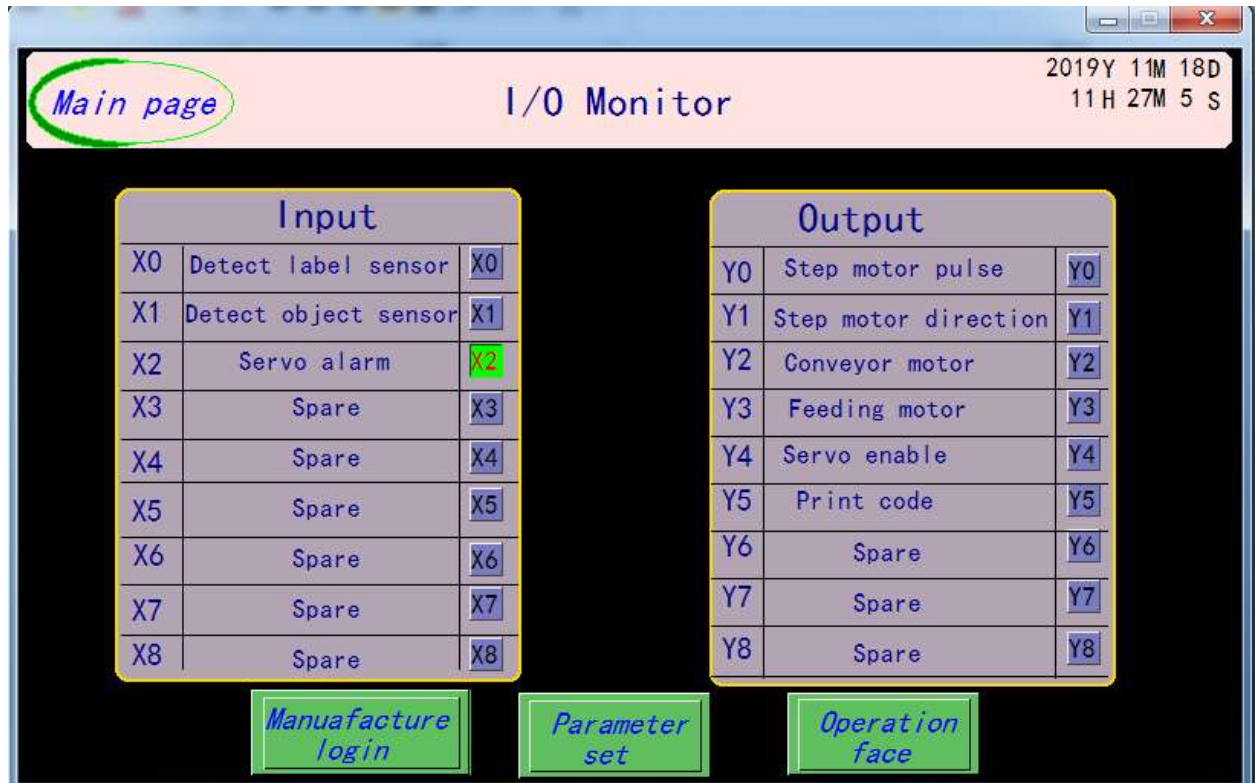 2019Y 11M 18D
Main page
I/O Monitor
11 H 27M 5 S
Input
X0 Detect label sensor X0
X1 Detect object sensor X1
X2 Servo alarm X2
X3 Spare X3
X4 Spare X4
X5 Spare X5
X6 Spare X6
X7 Spare X7
X8 Spare X8
Output
Y0 Step motor pulse Y0
Y1 Step motor direction Y1
Y2 Conveyor motor Y2
Y3 Feeding motor Y3
Y4 Servo enable Y4
Y5 Print code Y5
Y6 Spare Y6
Y7 Spare Y7
Y8 Spare Y8
Manuafacture
login
Parameter
set
Operation
face